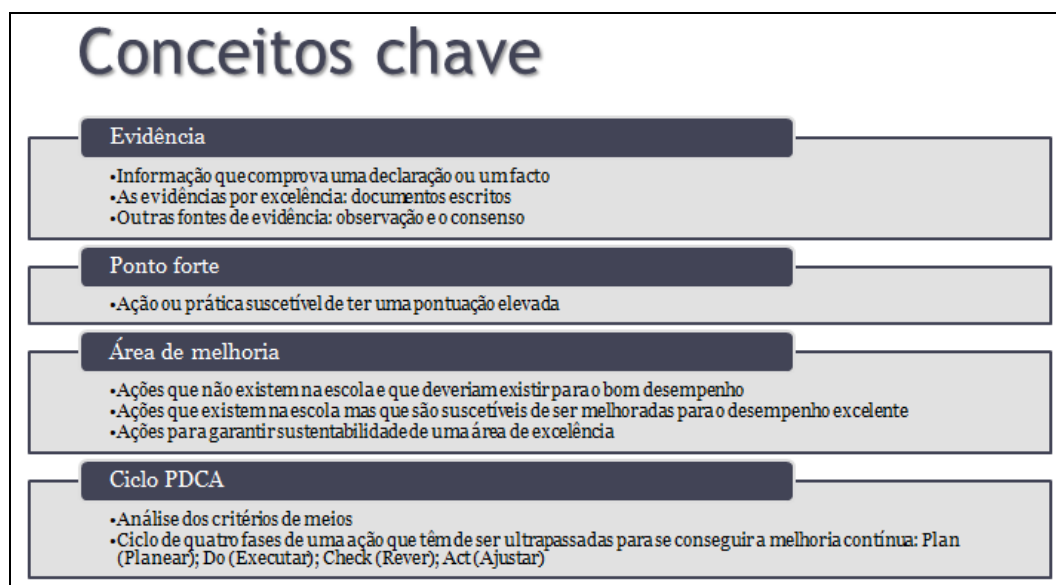 Conceitos chave
Evidência
•Informação que comprova uma declaração ou um facto
•As evidências por excelência: documentos escritos
•Outras fontes de evidência: observação e o consenso
Ponto forte
•Ação ou prática suscetível de ter uma pontuação elevada
Área de melhoria
•Ações que não existem na escola e que deveriam existir para o bom desempenho
•Ações que existem na escola mas que são suscetíveis de ser melhoradas para o desempenho excelente
•Ações para garantir sustentabilidade de uma área de excelência
Ciclo PDCA
•Análise dos critérios de meios
•Ciclo de quatro fases de uma ação que têm de ser ultrapassadas para se conseguir a melhoria contínua: Plan
(Planear); Do (Executar); Check (Rever); Act (Ajustar)